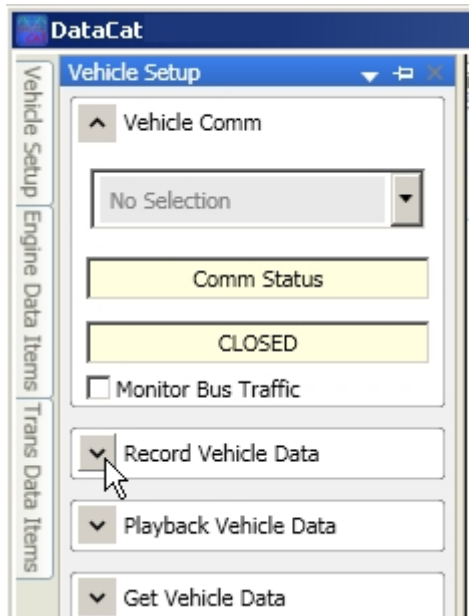 DataCat
Vehicle Setup
Engine Data Items
Trans Data Items
Vehicle Setup
Vehicle Comm
No Selection
Comm Status
CLOSED
Monitor Bus Traffic
Record Vehicle Data
Playback Vehicle Data
Get Vehicle Data